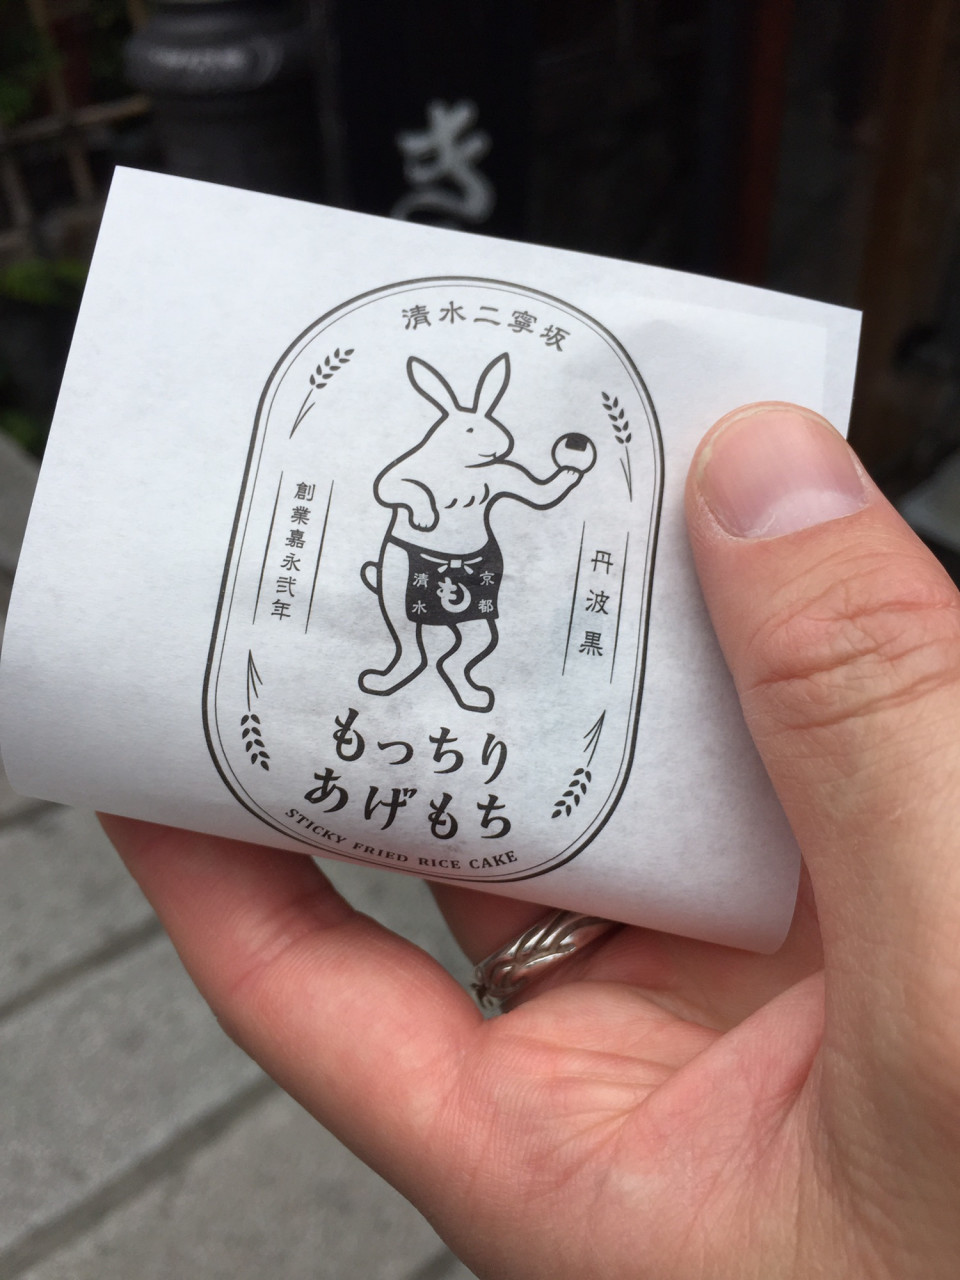 き
清水二寧坂
創業嘉永弐年
丹波黒
京都
も
清水
もっちり
あげもち
STICKY FRIED RICE CAKE